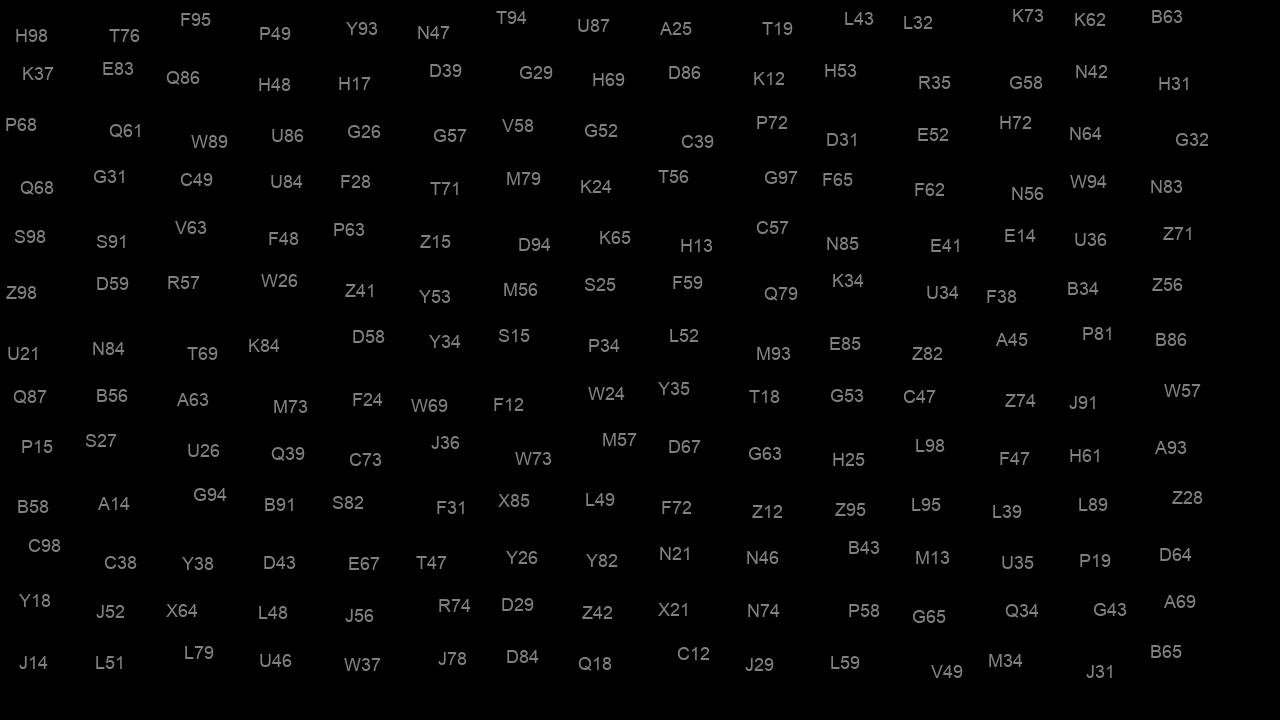 H98 T76 F95 P49 Y93 N47 T94 U87 A25 T19 L43 L32 K73 K62 B63
K37 E83 Q86 H48 H17 D39 G29 H69 D86 K12 H53 R35 G58 N42 H31
P68 Q61 W89 U86 G26 G57 V58 G52 C39 P72 D31 E52 H72 N64 G32
Q68 G31 C49 U84 F28 T71 M79 K24 T56 G97 F65 F62 N56 W94 N83
S98 S91 V63 F48 P63 Z15 D94 K65 H13 C57 N85 E41 E14 U36 Z71
Z98 D59 R57 W26 Z41 Y53 M56 S25 F59 Q79 K34 U34 F38 B34 Z56
U21 N84 T69 K84 D58 Y34 S15 P34 L52 M93 E85 Z82 A45 P81 B86
Q87 B56 A63 M73 F24 W69 F12 W24 Y35 T18 G53 C47 Z74 J91 W57
P15 S27 U26 Q39 C73 J36 W73 M57 D67 G63 H25 L98 F47 H61 A93
B58 A14 G94 B91 S82 F31 X85 L49 F72 Z12 Z95 L95 L39 L89 Z28
C98 C38 Y38 D43 E67 T47 Y26 Y82 N21 N46 B43 M13 U35 P19 D64
Y18 J52 X64 L48 J56 R74 D29 Z42 X21 N74 P58 G65 Q34 G43 A69
J14 L51 L79 U46 W37 J78 D84 Q18 C12 J29 L59 V49 M34 J31 B65